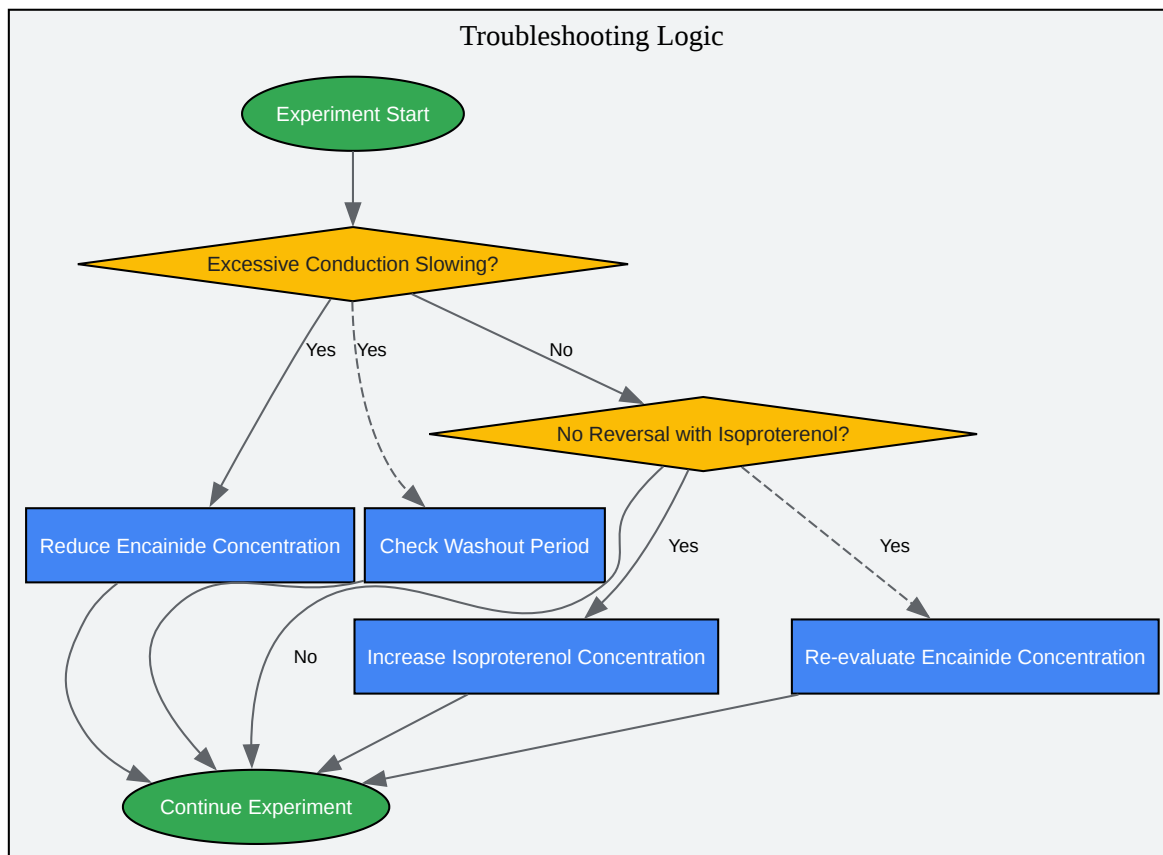 Troubleshooting Logic
Experiment Start
Excessive Conduction Slowing?
Yes
Yes
No
No Reversal with Isoproterenol?
Reduce Encainide Concentration
Check Washout Period
Yes
Yes
No
Increase Isoproterenol Concentration
Re-evaluate Encainide Concentration
Continue Experiment